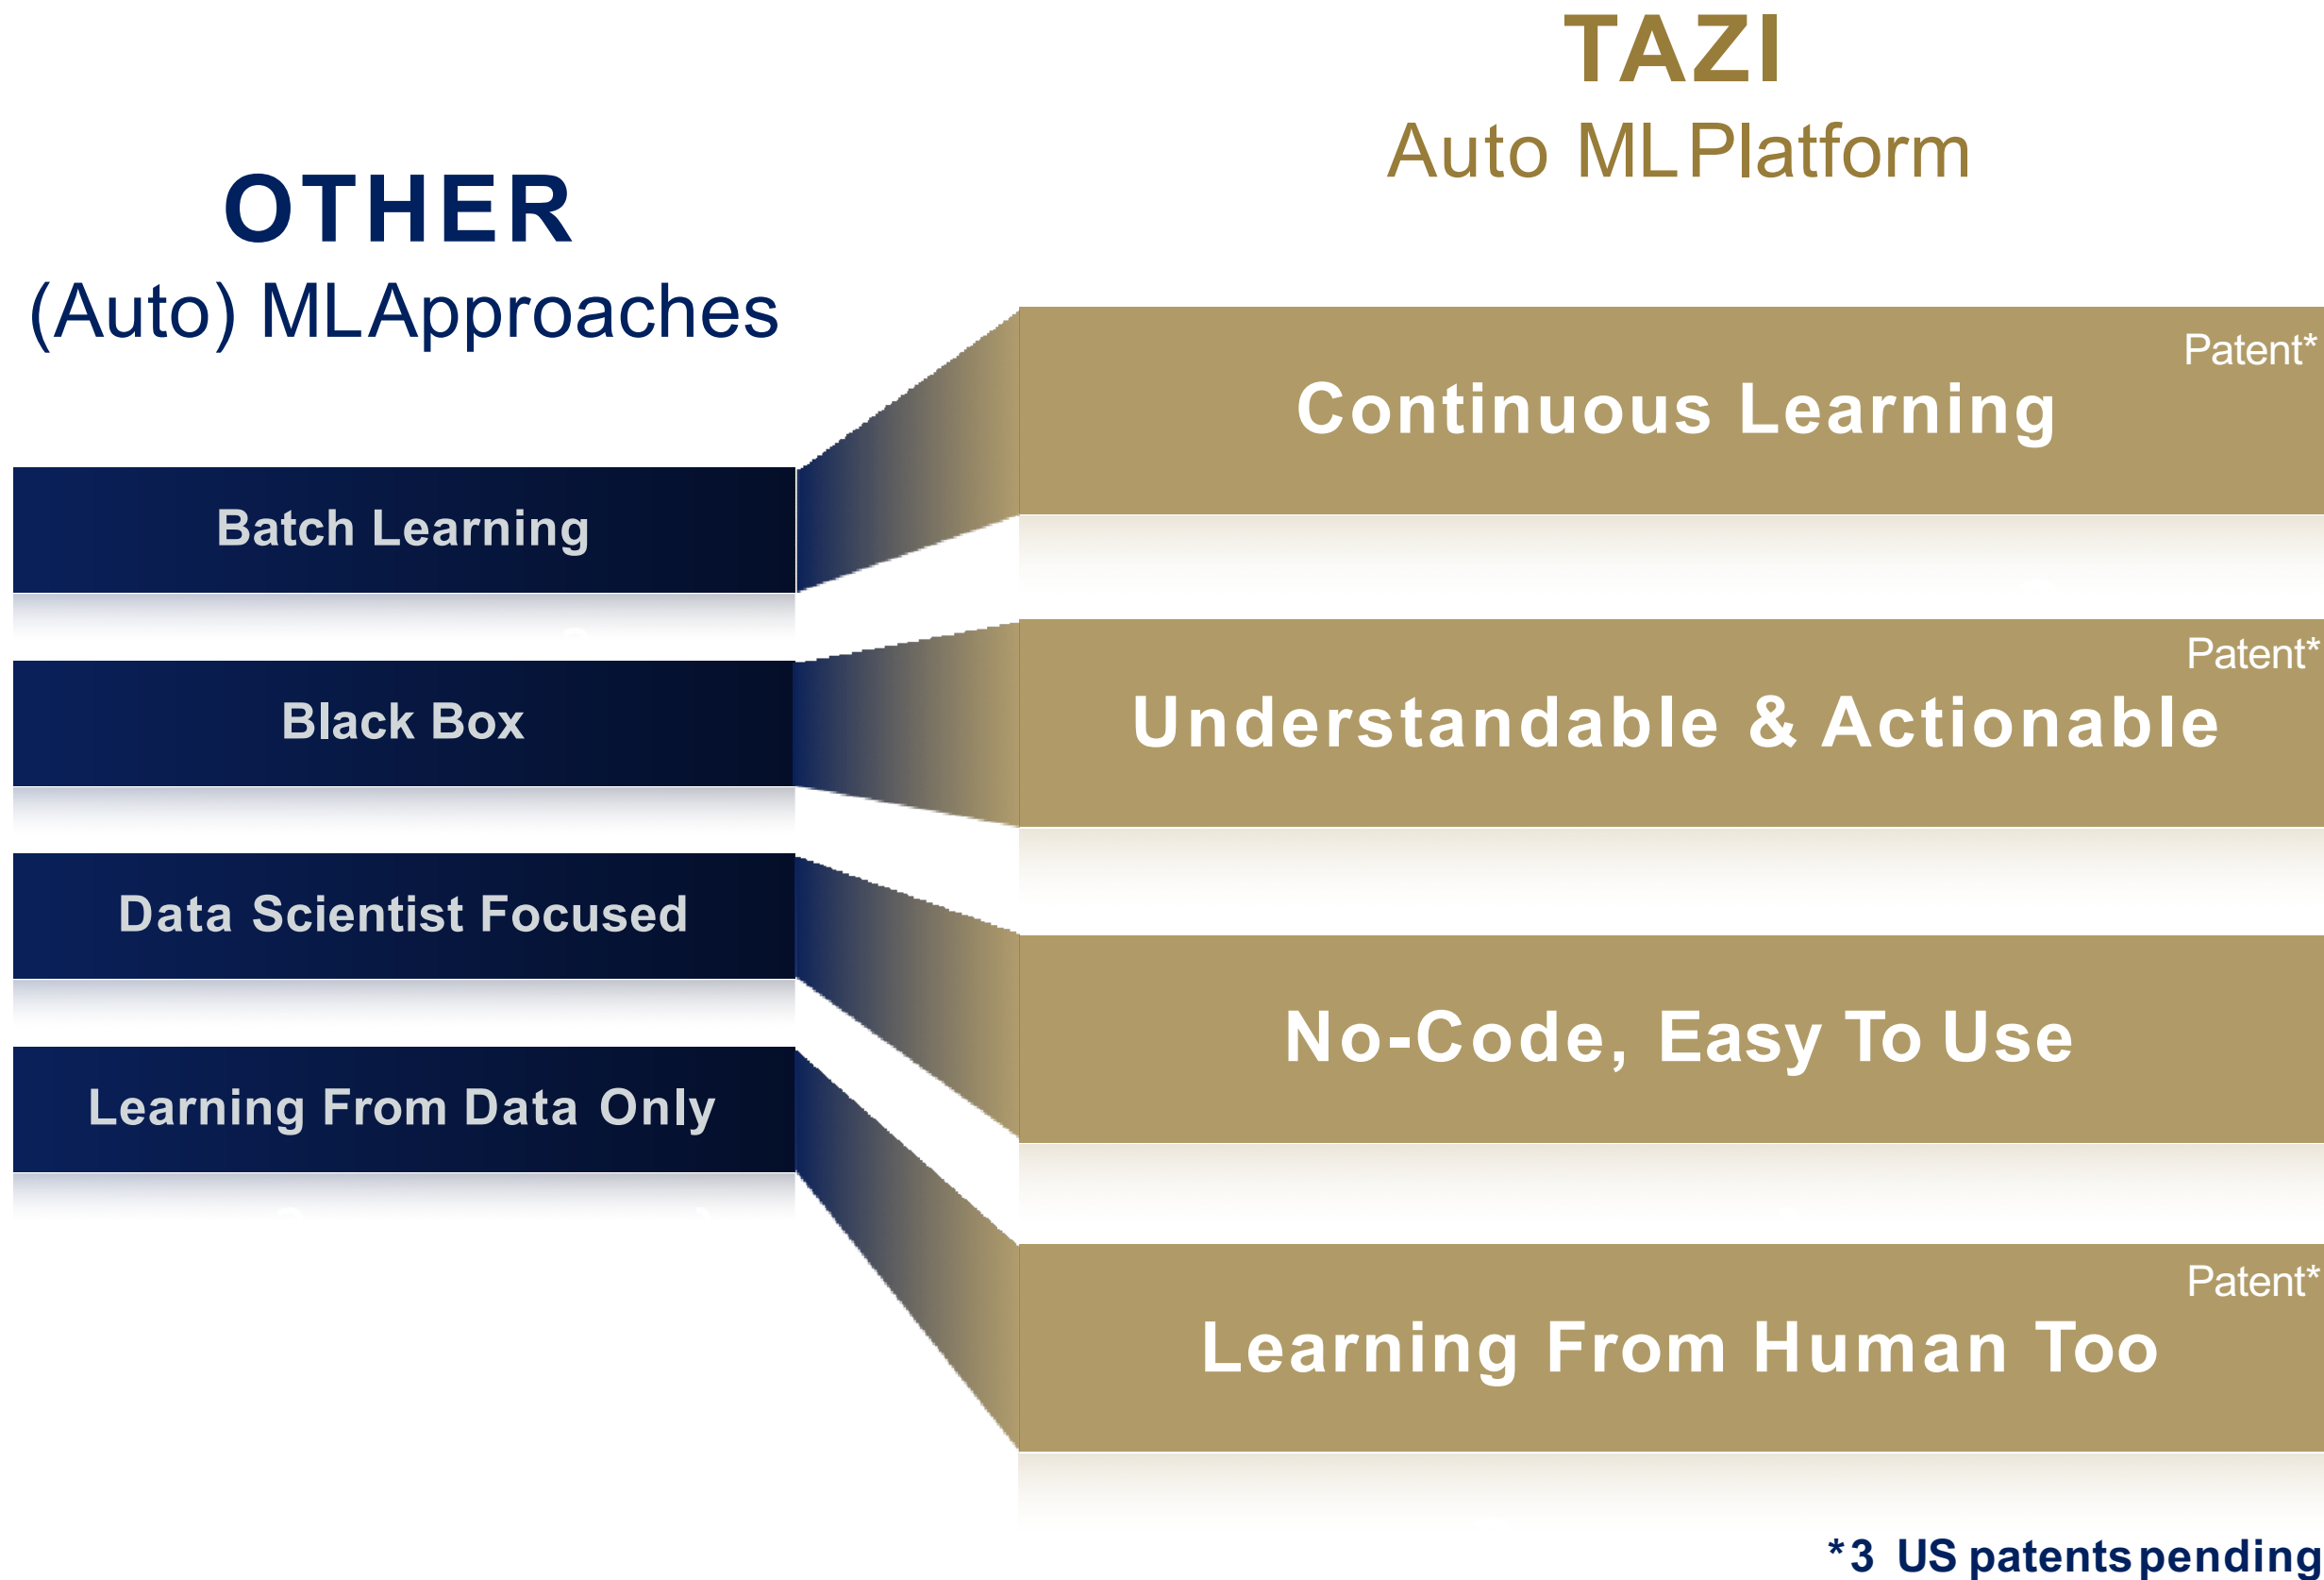 TAZI
Auto ML Platform
OTHER
(Auto) ML Approaches
Patent*
Continuous Learning
Batch Learning
Patent*
Understandable & Actionable
Black Box
Data Scientist Focused
No-Code, Easy To Use
Learning From Data Only
Patent*
Learning From Human Too
*3 US patents pending